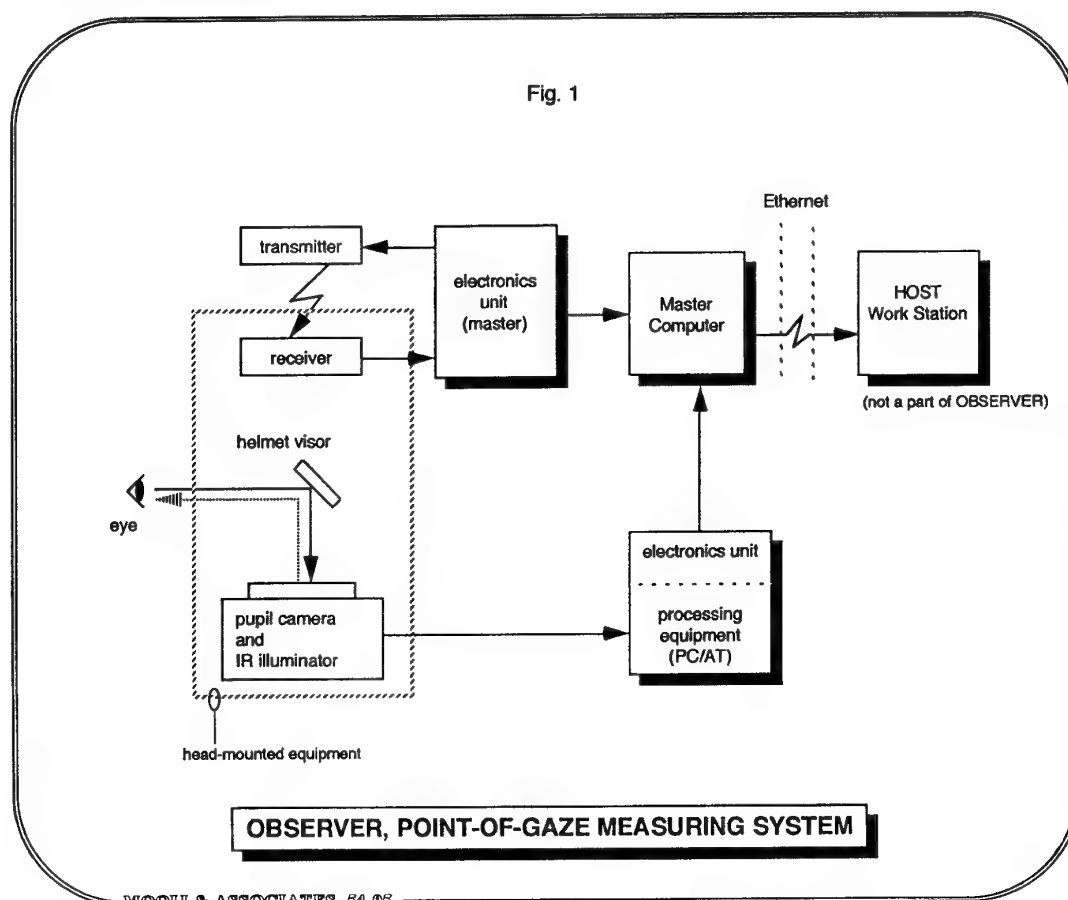 Fig. 1
Ethernet
transmitter
electronics
unit
(master)
Master
Computer
HOST
Work Station
receiver
(not a part of OBSERVER)
helmet visor
eye
electronics unit
processing
equipment
(PC/AT)
pupil camera
and
IR illuminator
head-mounted equipment
OBSERVER, POINT-OF-GAZE MEASURING SYSTEM
& ASSOCIATES